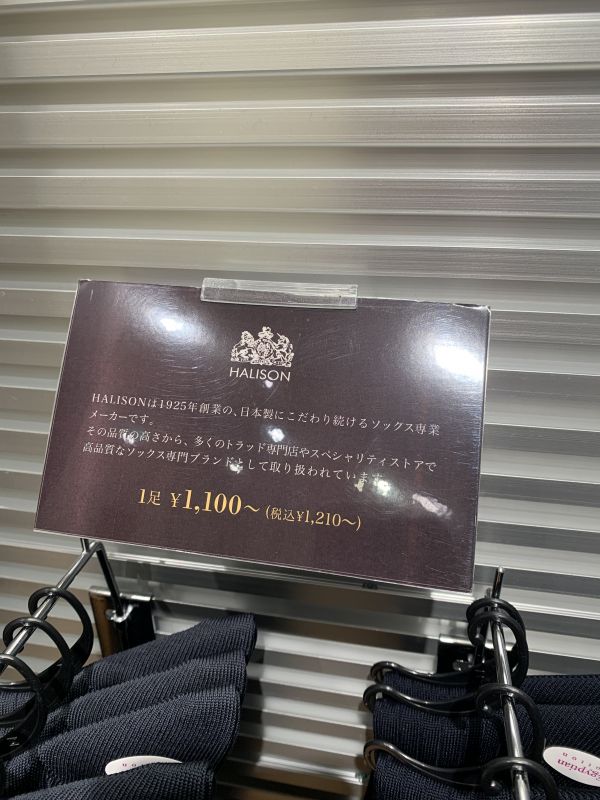 HALISON
HALISONは1925年創業の、日本製にこだわり続けるソックス専業
メーカーです。
その品質の高さから、多くのトラッド専門店やスペシャリティストアで
高品質なソックス専門ブランドとして取り扱われています。
1足 ¥1,100〜 (税込¥1,210〜)
Egyptian